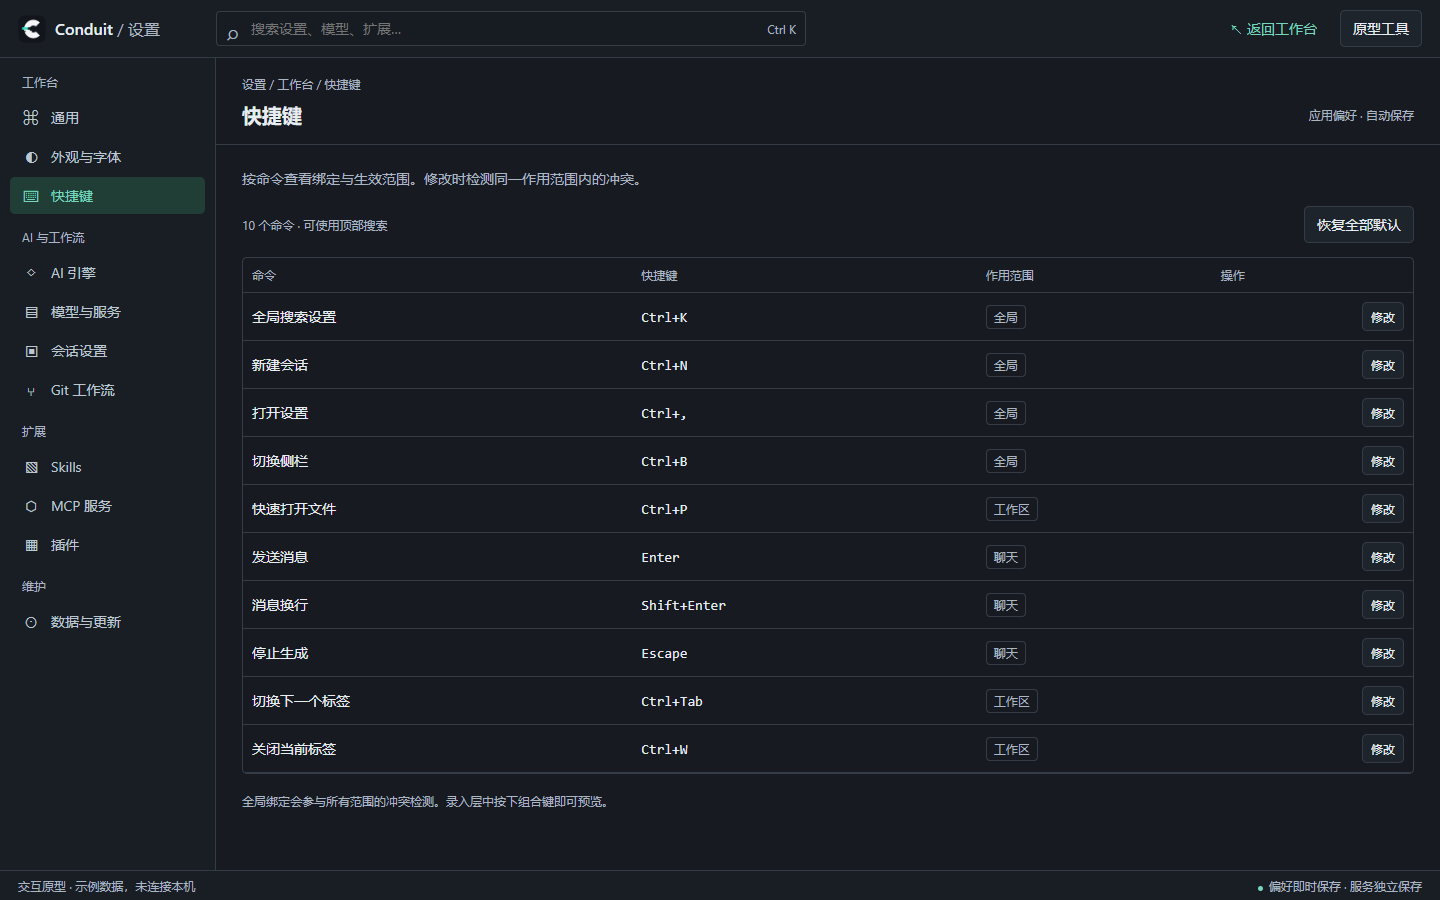 Conduit / 设置
搜索设置、模型、扩展...
Ctrl K
↖ 返回工作台
原型工具
工作台
通用
外观与字体
快捷键
AI 与工作流
AI 引擎
模型与服务
会话设置
Git 工作流
扩展
Skills
MCP 服务
插件
维护
数据与更新
设置 / 工作台 / 快捷键
快捷键
应用偏好 · 自动保存
按命令查看绑定与生效范围。修改时检测同一作用范围内的冲突。
10 个命令 · 可使用顶部搜索
恢复全部默认
命令 快捷键 作用范围 操作
全局搜索设置 Ctrl+K 全局 修改
新建会话 Ctrl+N 全局 修改
打开设置 Ctrl+, 全局 修改
切换侧栏 Ctrl+B 全局 修改
快速打开文件 Ctrl+P 工作区 修改
发送消息 Enter 聊天 修改
消息换行 Shift+Enter 聊天 修改
停止生成 Escape 聊天 修改
切换下一个标签 Ctrl+Tab 工作区 修改
关闭当前标签 Ctrl+W 工作区 修改
全局绑定会参与所有范围的冲突检测。录入层中按下组合键即可预览。
交互原型 · 示例数据，未连接本机
● 偏好即时保存 · 服务独立保存